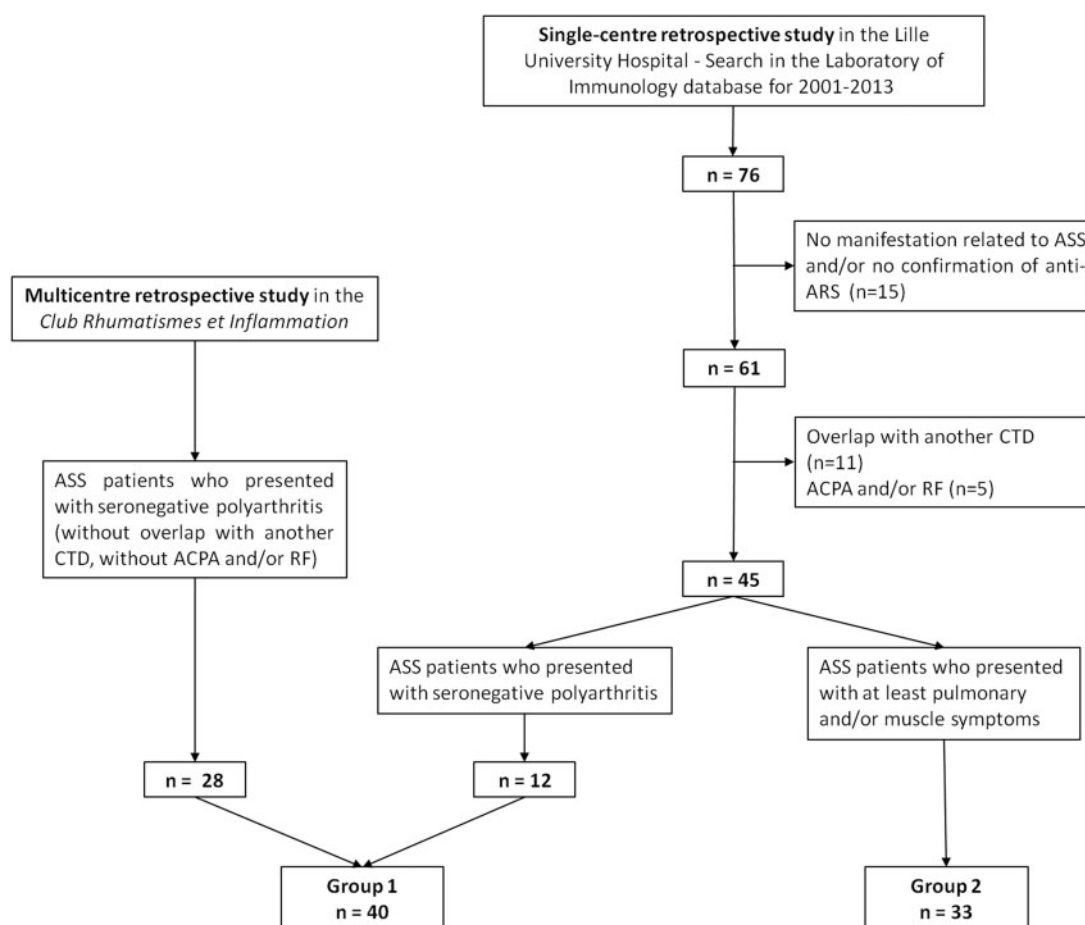 Single-centre retrospective study in the Lille
University Hospital - Search in the Laboratory of
Immunology database for 2001-2013
n = 76
No manifestation related to ASS
and/or no confirmation of anti-
ARS (n=15)
Multicentre retrospective study in the
Club Rhumatismes et Inflammation
n = 61
Overlap with another CTD
(n=11)
ACPA and/or RF (n=5)
ASS patients who presented
with seronegative polyarthritis
(without overlap with another
CTD, without ACPA and/or RF)
n = 45
ASS patients who presented
with seronegative polyarthritis
ASS patients who presented
with at least pulmonary
and/or muscle symptoms
n = 28
n = 12
Group 1
n = 40
Group 2
n = 33